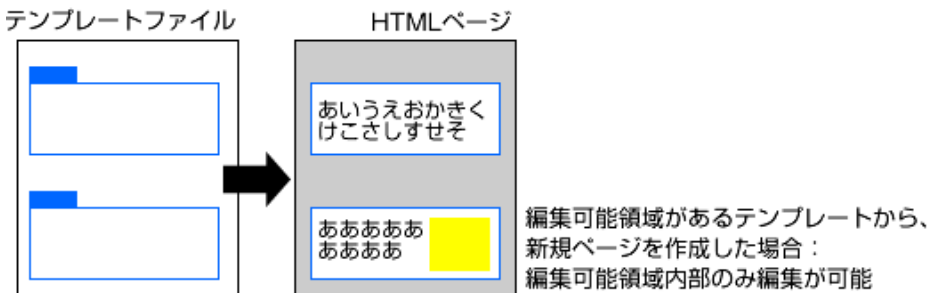 テンプレートファイル
HTMLページ
あいうえおかきく
けこさしすせそ
あああああ
ああああ
編集可能領域があるテンプレートから、
新規ページを作成した場合：
編集可能領域内部のみ編集が可能